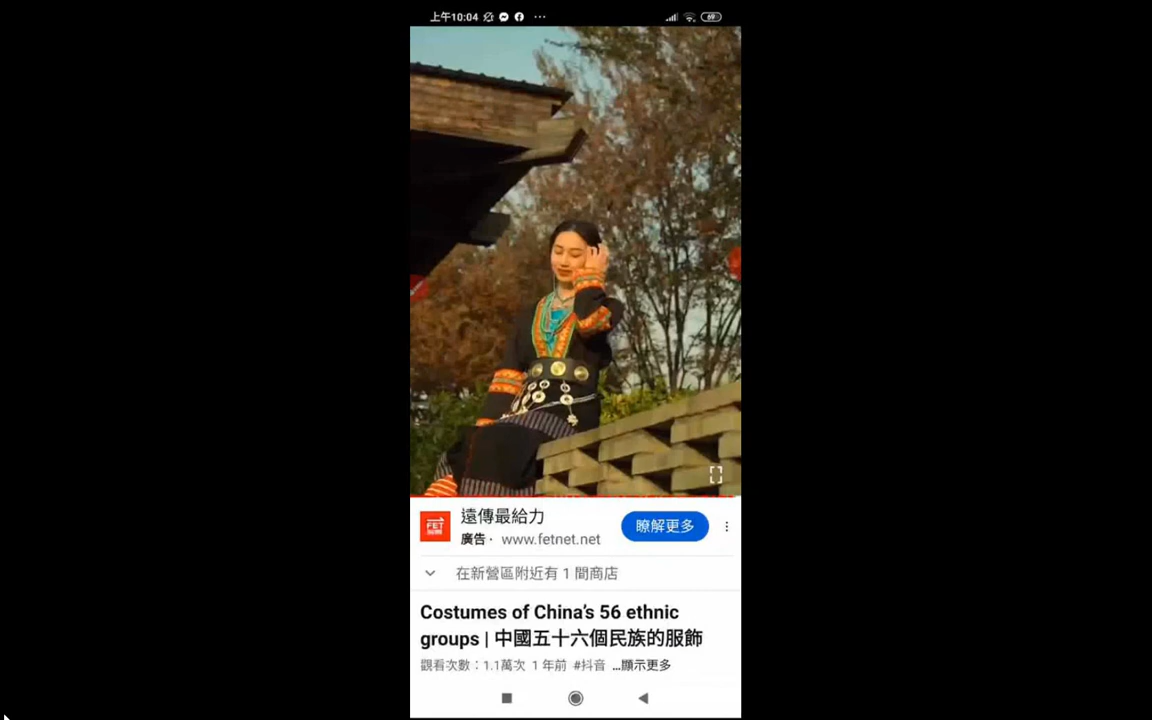 上午10:04 ···
69
遠傳最給力
FET
廣告 · www.fetnet.net
瞭解更多
在新營區附近有 1 間商店
Costumes of China's 56 ethnic
groups | 中國五十六個民族的服飾
觀看次數：1.1萬次 1 年前 #抖音 ...顯示更多